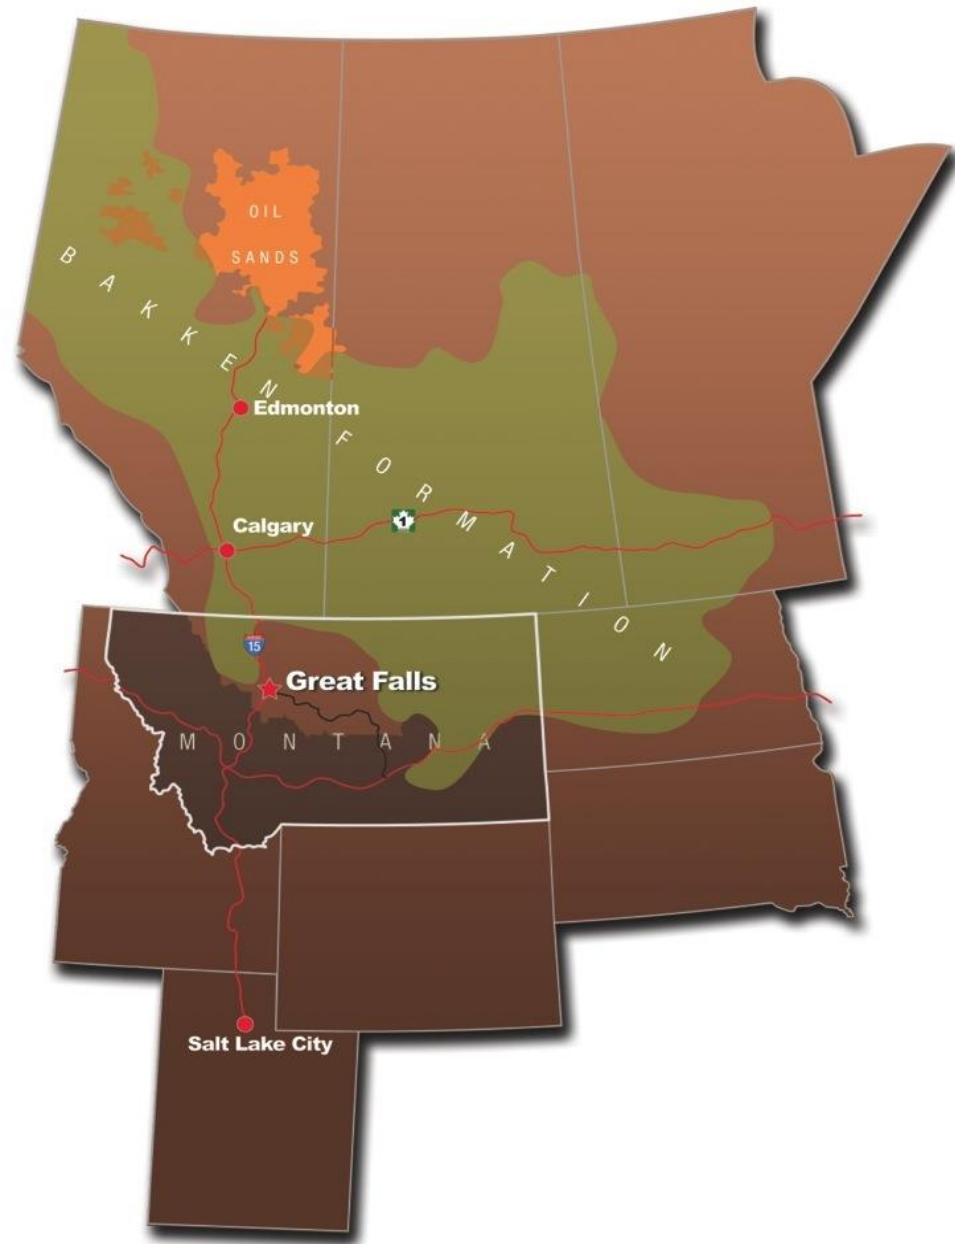 OIL
SANDS
BAKKEN FORMATION
Edmonton
1
Calgary
15
Great Falls
MONTANA
Salt Lake City